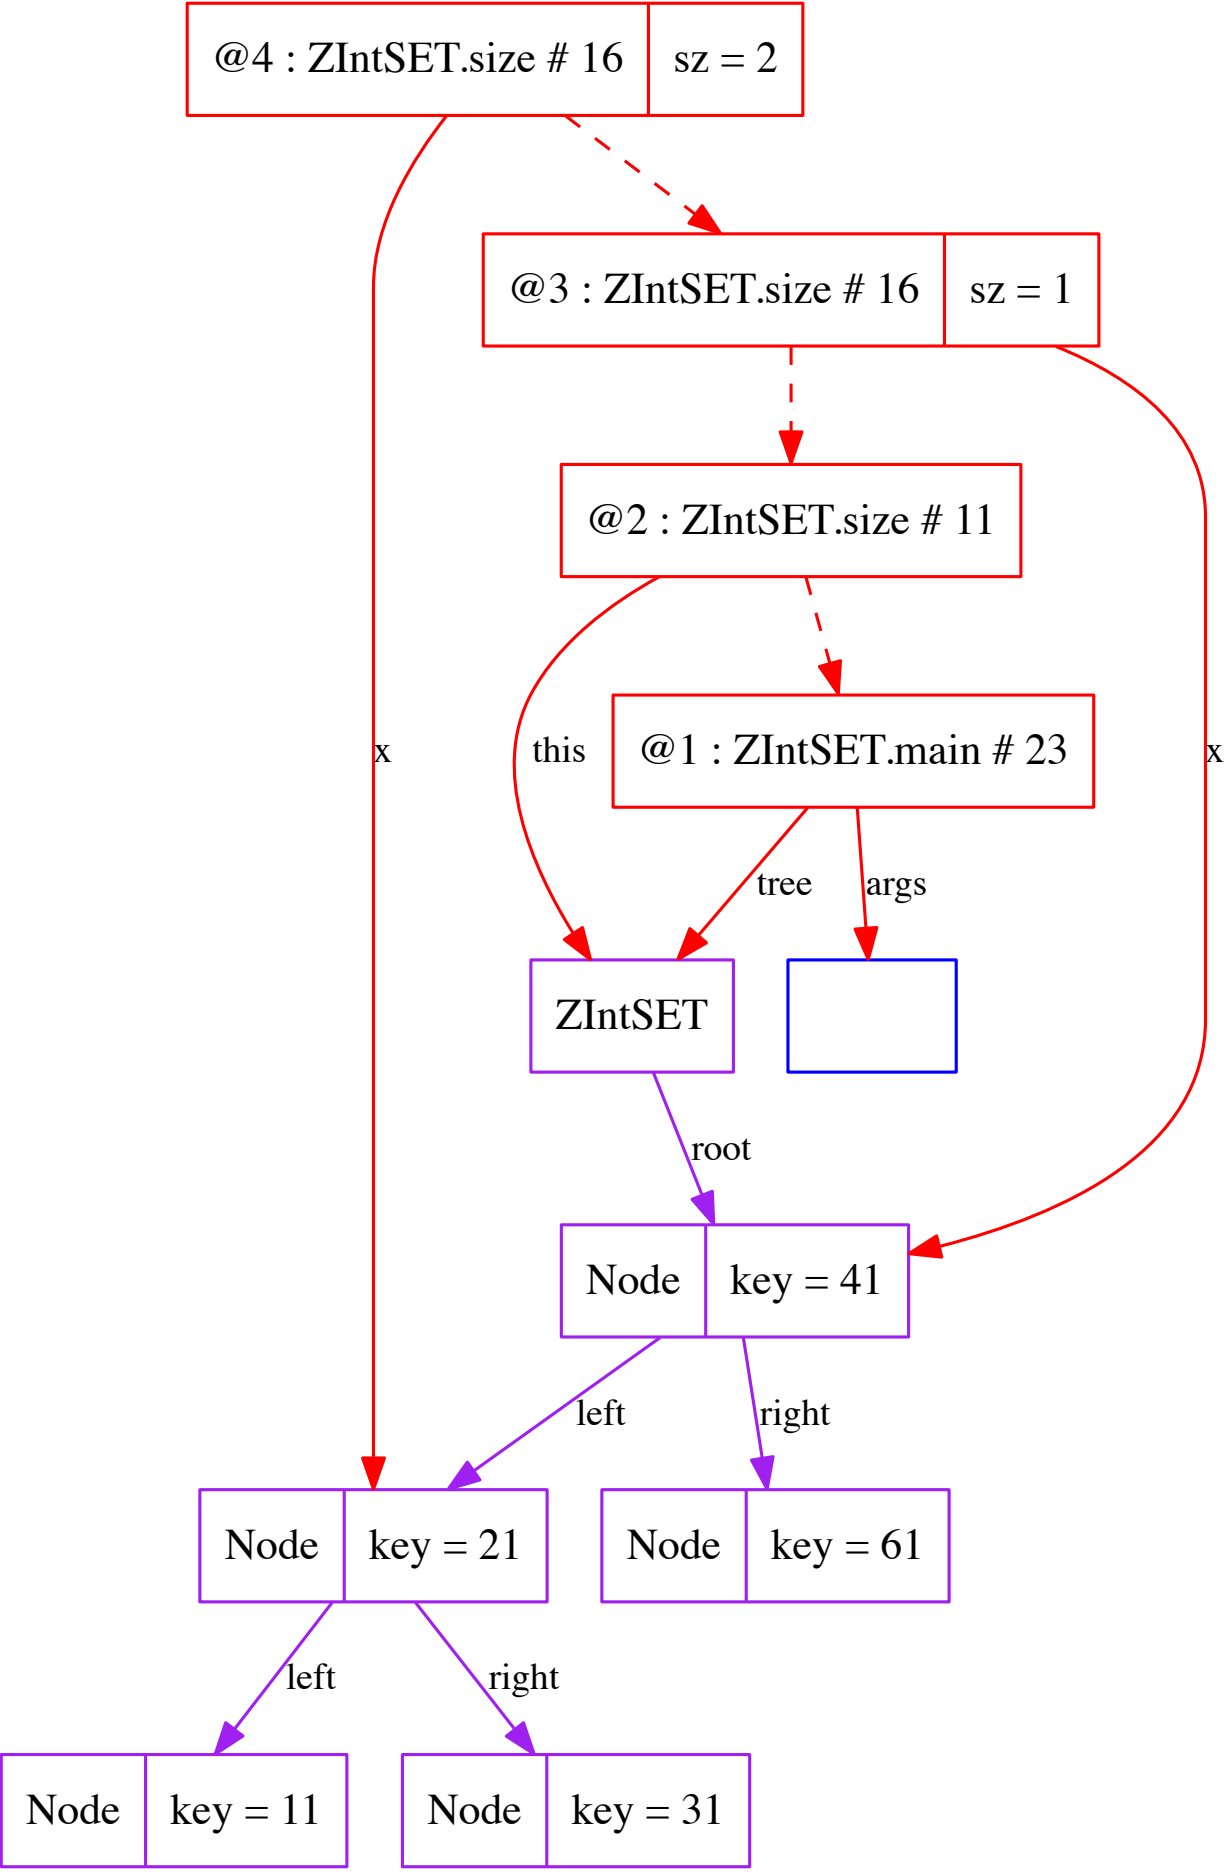 @4 : ZIntSET.size # 16 sz = 2
@3 : ZIntSET.size # 16 sz = 1
@2 : ZIntSET.size # 11
x this @1 : ZIntSET.main # 23 x
tree args
ZIntSET
root
Node key = 41
left right
Node key = 21 Node key = 61
left right
Node key = 11 Node key = 31